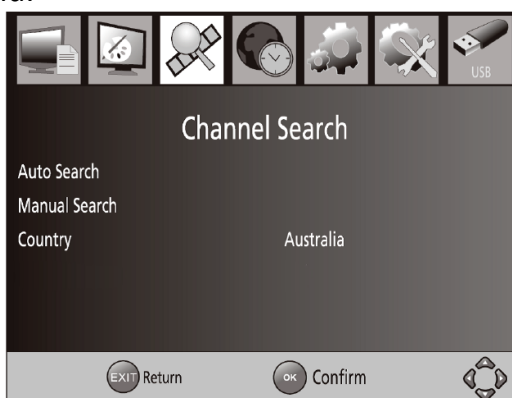 USB
Channel Search
Auto Search
Manual Search
Country Australia
EXIT Return OK Confirm